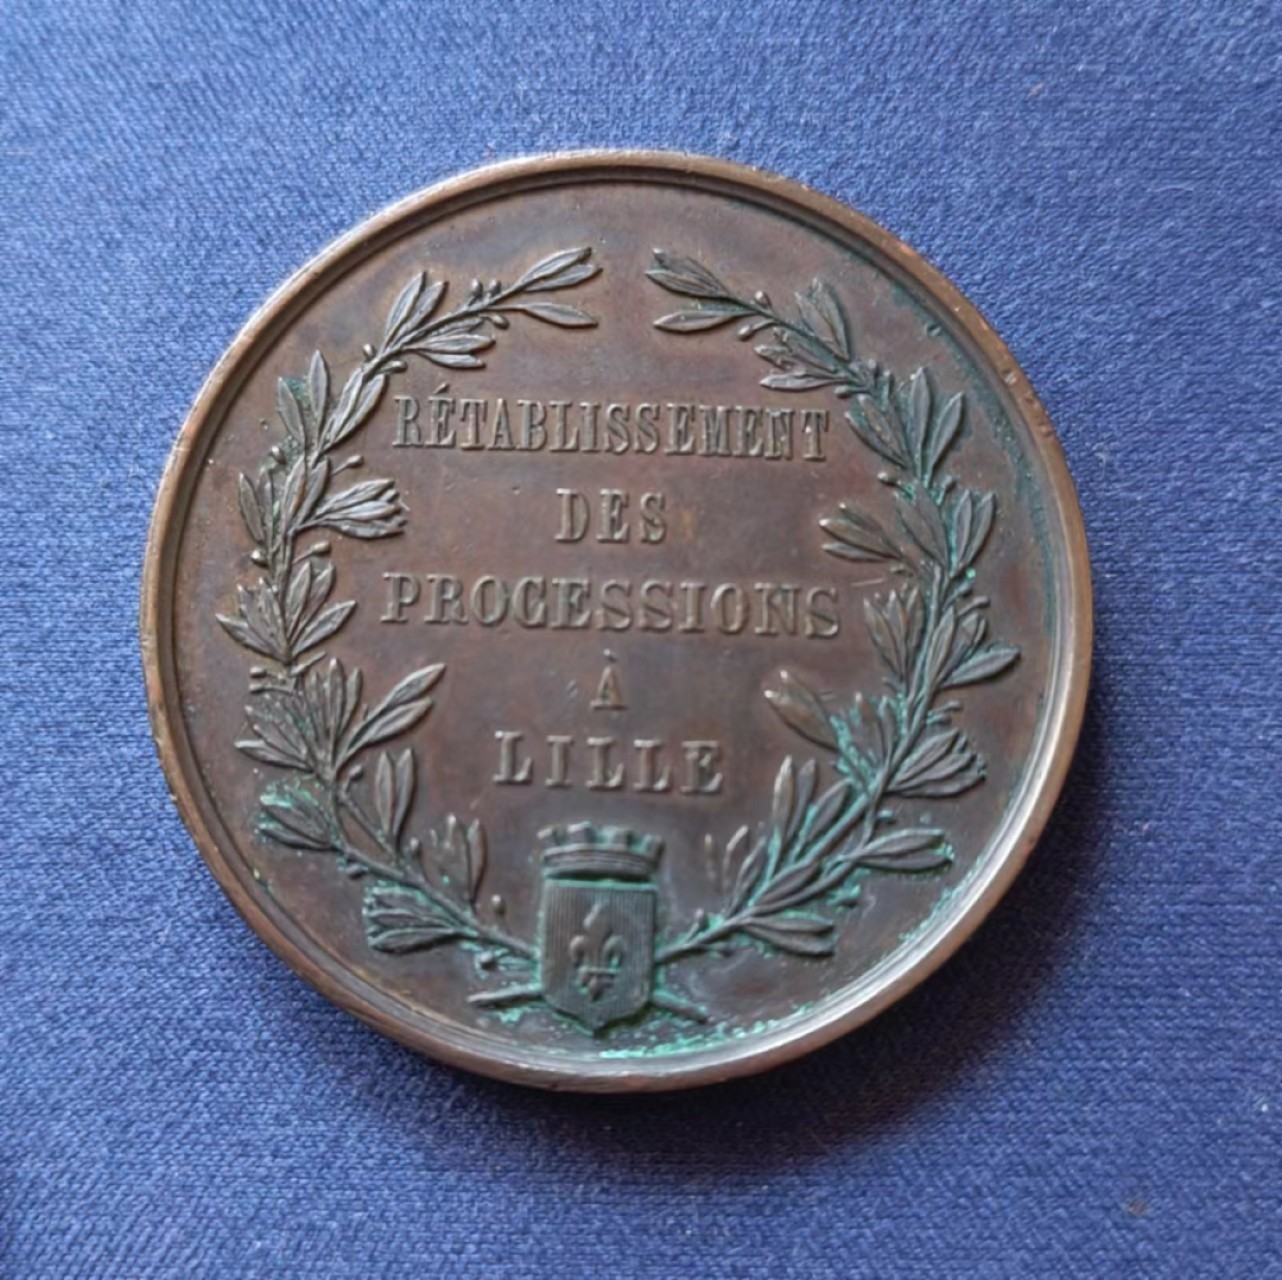 RÉTABLISSEMENT
DES
PROCESSIONS
À
LILLE